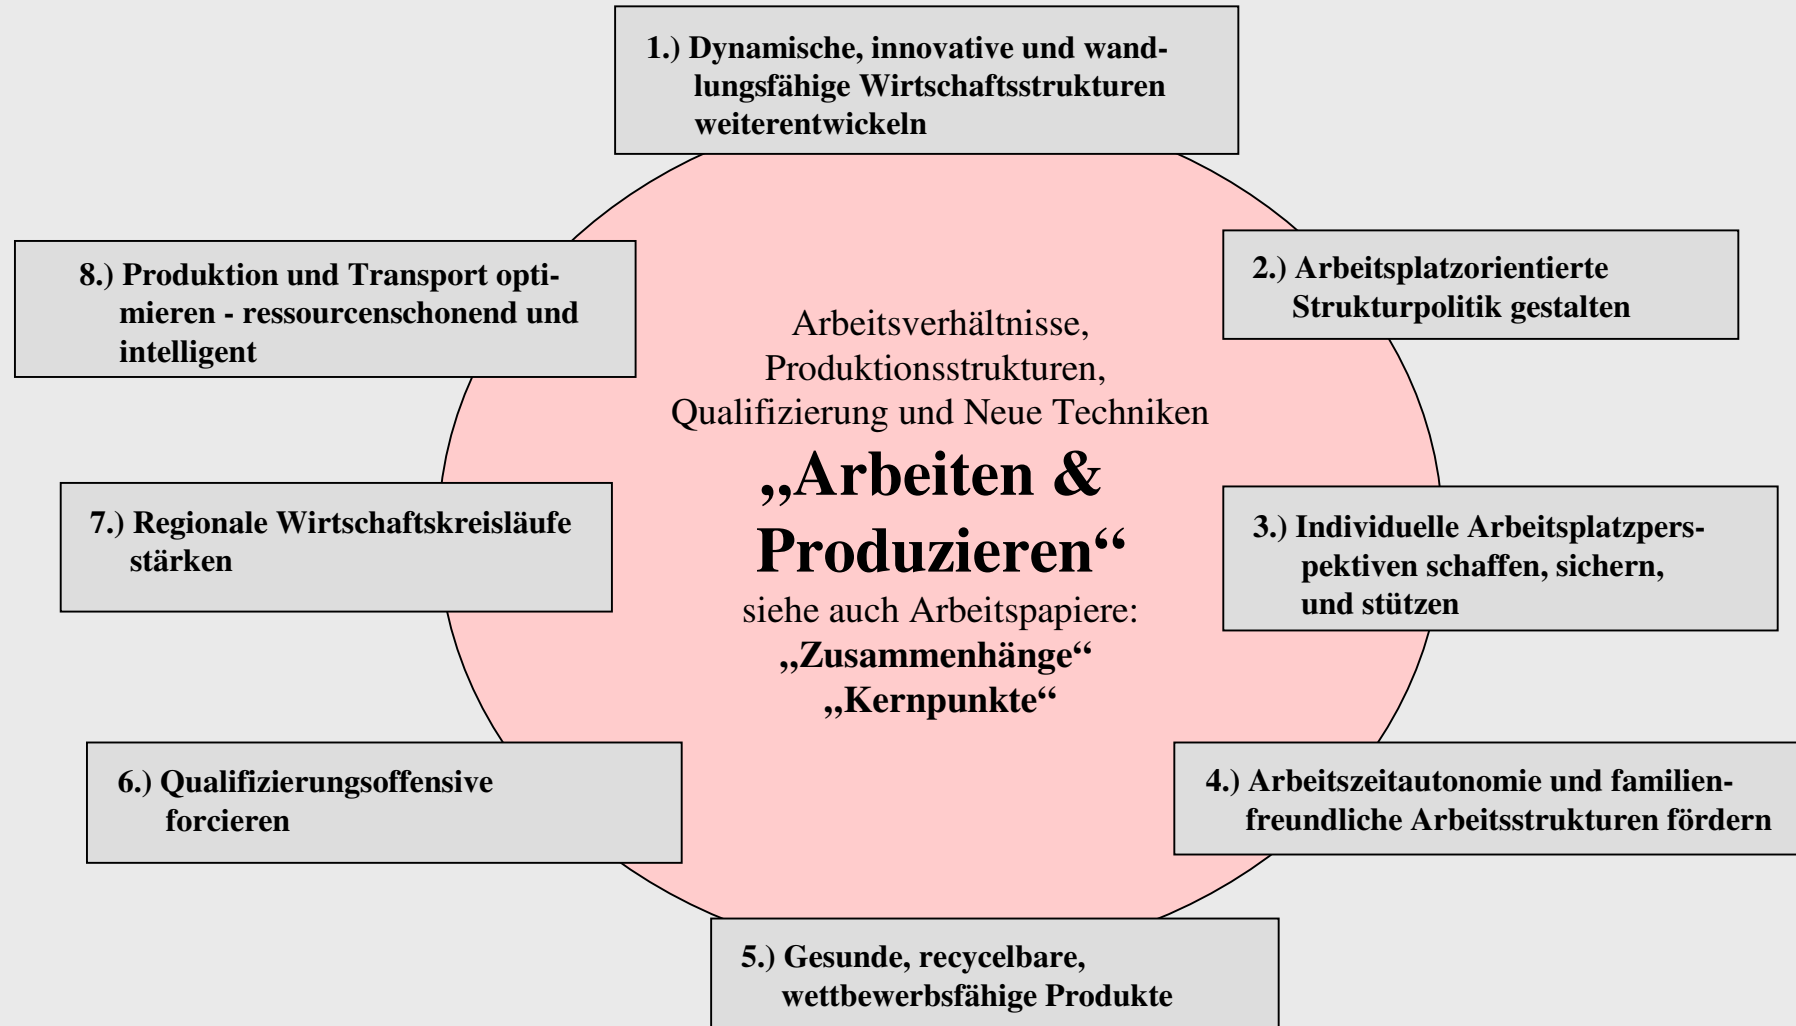 1.) Dynamische, innovative und wand-
lungsfähige Wirtschaftsstrukturen
weiterentwickeln
2.) Arbeitsplatzorientierte
Strukturpolitik gestalten
3.) Individuelle Arbeitsplatzpers-
pektiven schaffen, sichern,
und stützen
4.) Arbeitszeitautonomie und familien-
freundliche Arbeitsstrukturen fördern
5.) Gesunde, recycelbare,
wettbewerbsfähige Produkte
6.) Qualifizierungsoffensive
forcieren
7.) Regionale Wirtschaftskreisläufe
stärken
8.) Produktion und Transport opti-
mieren - ressourcenschonend und
intelligent
Arbeitsverhältnisse,
Produktionsstrukturen,
Qualifizierung und Neue Techniken
„Arbeiten &
Produzieren“
siehe auch Arbeitspapiere:
„Zusammenhänge“
„Kernpunkte“